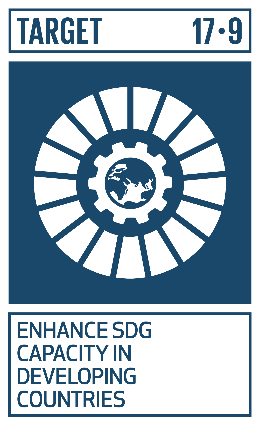 TARGET 17·9
ENHANCE SDG
CAPACITY IN
DEVELOPING
COUNTRIES